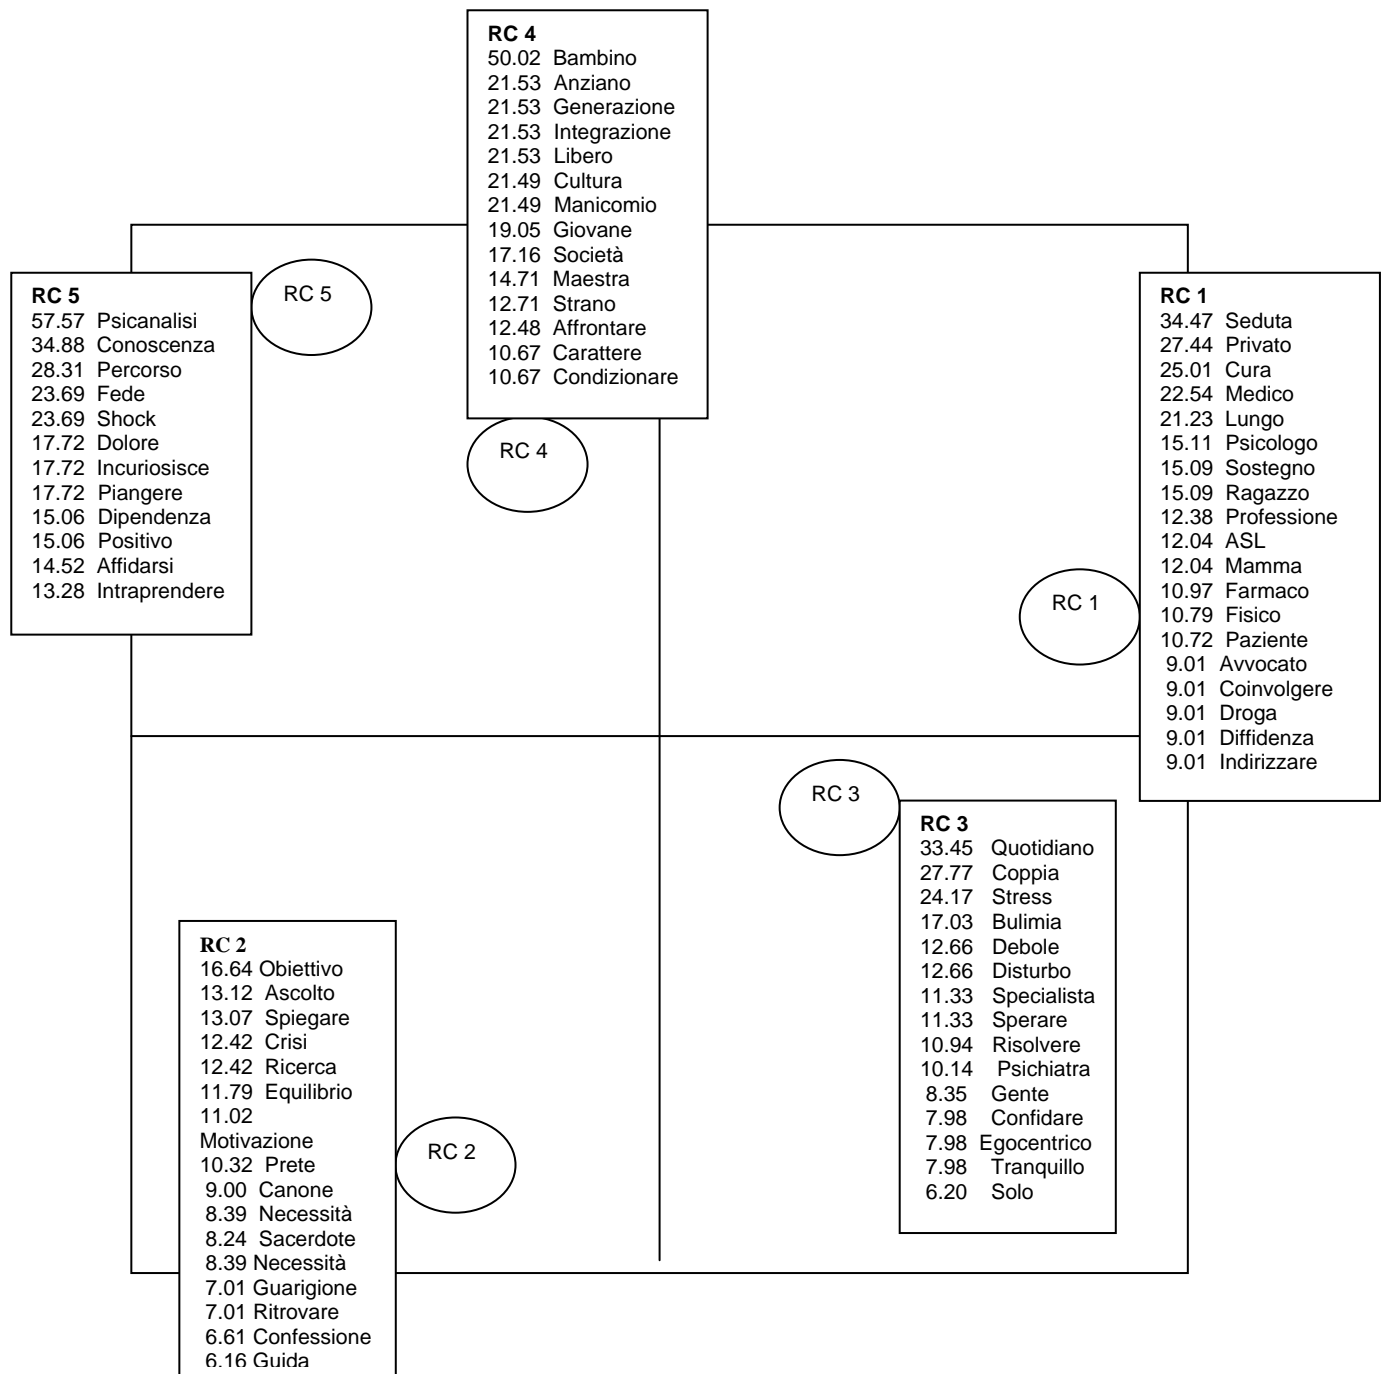 RC 4
50.02 Bambino
21.53 Anziano
21.53 Generazione
21.53 Integrazione
21.53 Libero
21.49 Cultura
21.49 Manicomio
19.05 Giovane
17.16 Società
14.71 Maestra
12.71 Strano
12.48 Affrontare
10.67 Carattere
10.67 Condizionare
RC 5
57.57 Psicanalisi
34.88 Conoscenza
28.31 Percorso
23.69 Fede
23.69 Shock
17.72 Dolore
17.72 Incuriosisce
17.72 Piangere
15.06 Dipendenza
15.06 Positivo
14.52 Affidarsi
13.28 Intraprendere
RC 5
RC 4
RC 1
34.47 Seduta
27.44 Privato
25.01 Cura
22.54 Medico
21.23 Lungo
15.11 Psicologo
15.09 Sostegno
15.09 Ragazzo
12.38 Professione
12.04 ASL
12.04 Mamma
10.97 Farmaco
10.79 Fisico
10.72 Paziente
9.01 Avvocato
9.01 Coinvolgere
9.01 Droga
9.01 Diffidenza
9.01 Indirizzare
RC 1
RC 3
RC 3
33.45 Quotidiano
27.77 Coppia
24.17 Stress
17.03 Bulimia
12.66 Debole
12.66 Disturbo
11.33 Specialista
11.33 Sperare
10.94 Risolvere
10.14 Psichiatra
8.35 Gente
7.98 Confidare
7.98 Egocentrico
7.98 Tranquillo
6.20 Solo
RC 2
16.64 Obiettivo
13.12 Ascolto
13.07 Spiegare
12.42 Crisi
12.42 Ricerca
11.79 Equilibrio
11.02
Motivazione
10.32 Prete
9.00 Canone
8.39 Necessità
8.24 Sacerdote
8.39 Necessità
7.01 Guarigione
7.01 Ritrovare
6.61 Confessione
6.16 Guida
RC 2